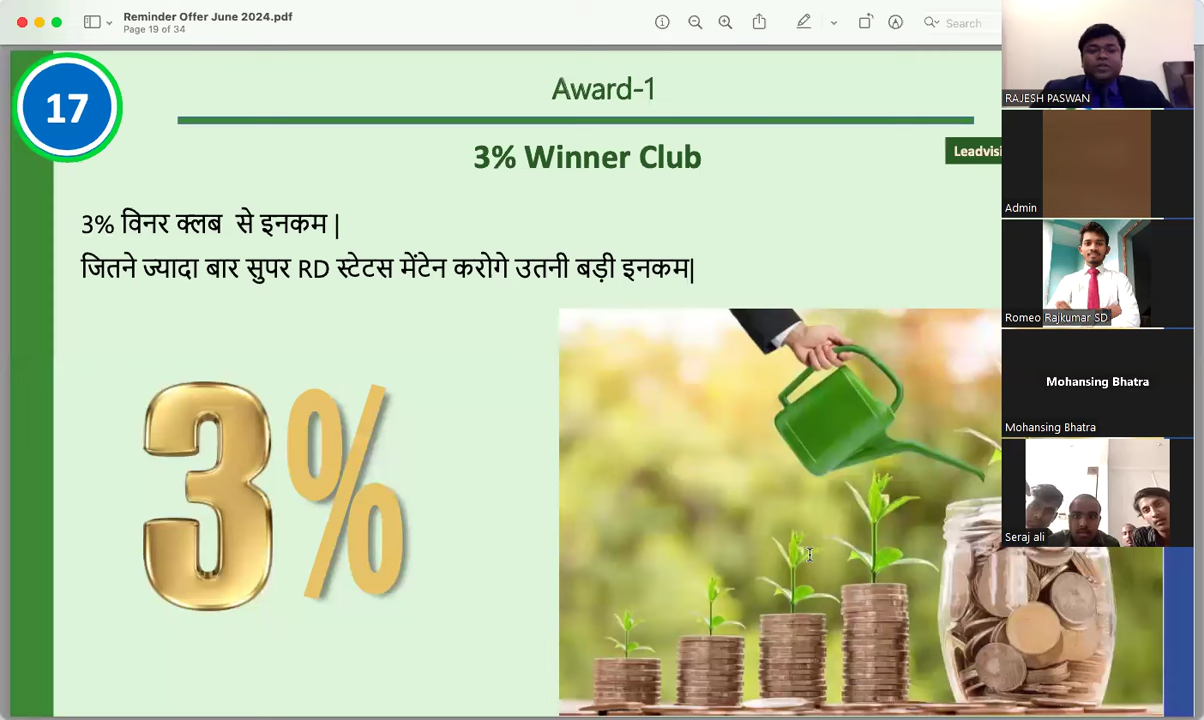 Reminder Offer June 2024.pdf
Page 19 of 34
Search
17
Award-1
3% Winner Club
3% विनर क्लब से इनकम |
जितने ज्यादा बार सुपर RD स्टेटस मेंटेन करोगे उतनी बड़ी इनकम|
3%
RAJESH PASWAN
Admin
Romeo Rajkumar SD
Mohansing Bhatra
Mohansing Bhatra
Seraj ali